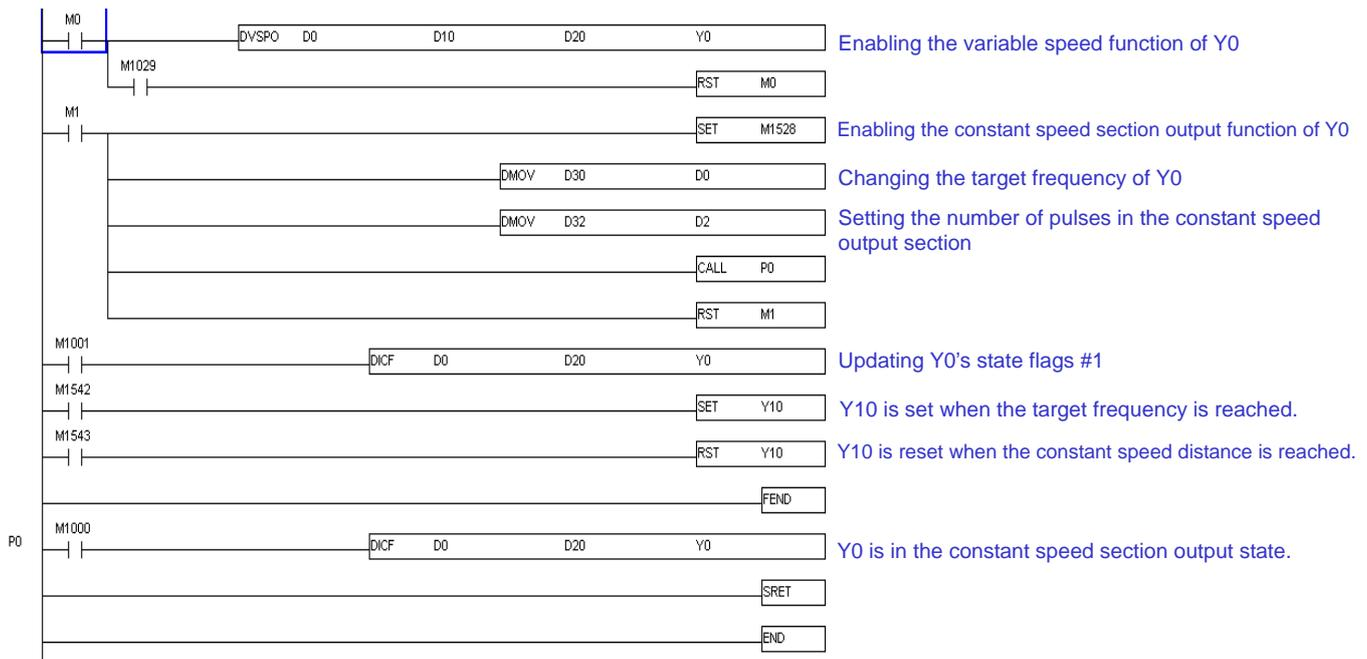 M0
DVSPO D0 D10 D20 Y0 Enabling the variable speed function of Y0
M1029
RST M0
M1
SET M1528 Enabling the constant speed section output function of Y0
DMOV D30 D0 Changing the target frequency of Y0
DMOV D32 D2 Setting the number of pulses in the constant speed
output section
CALL P0
RST M1
M1001
DICF D0 D20 Y0 Updating Y0's state flags #1
M1542
SET Y10 Y10 is set when the target frequency is reached.
M1543
RST Y10 Y10 is reset when the constant speed distance is reached.
FEND
M1000
P0 DICF D0 D20 Y0 Y0 is in the constant speed section output state.
SRET
END